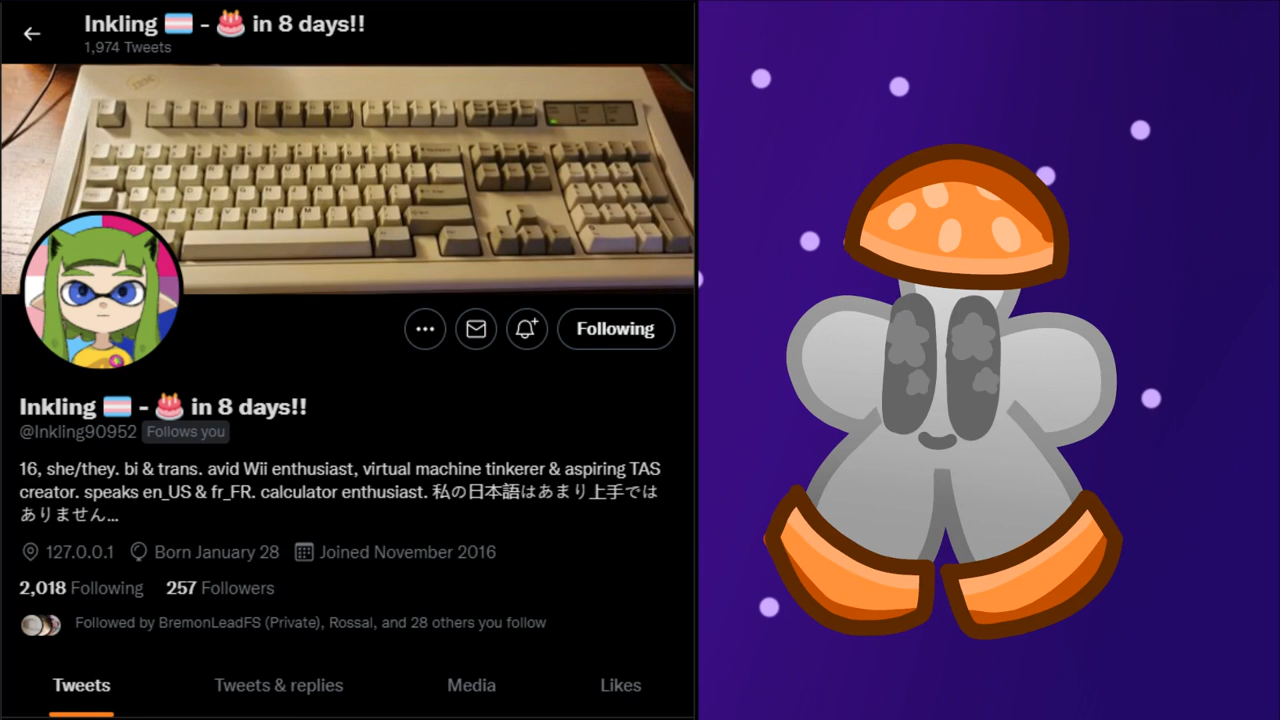 Inkling 🏳️‍⚧️ - 🎂 in 8 days!!
1,974 Tweets
IBM
Following
Inkling 🏳️‍⚧️ - 🎂 in 8 days!!
@Inkling90952 Follows you
16, she/they. bi & trans. avid Wii enthusiast, virtual machine tinkerer & aspiring TAS
creator. speaks en_US & fr_FR. calculator enthusiast. 私の日本語はあまり上手では
ありません...
127.0.0.1 Born January 28 Joined November 2016
2,018 Following 257 Followers
Followed by BremonLeadFS (Private), Rossal, and 28 others you follow
Tweets Tweets & replies Media Likes